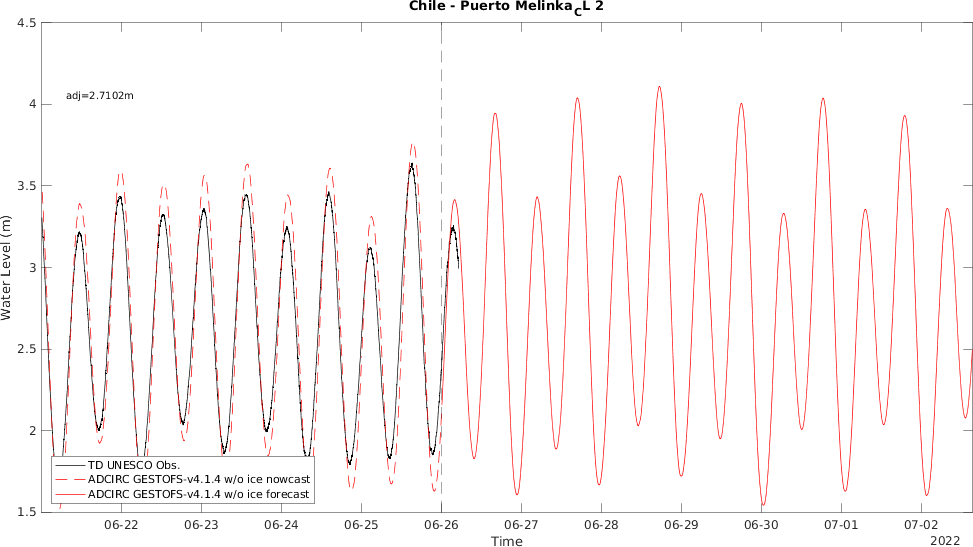 Chile - Puerto MelinkaCL 2
4.5
4
3.5
3
2.5
2
1.5
Water Level (m)
adj=2.7102m
TD UNESCO Obs.
ADCIRC GESTOFS-v4.1.4 w/o ice nowcast
ADCIRC GESTOFS-v4.1.4 w/o ice forecast
06-22 06-23 06-24 06-25 06-26 06-27 06-28 06-29 06-30 07-01 07-02
Time
2022